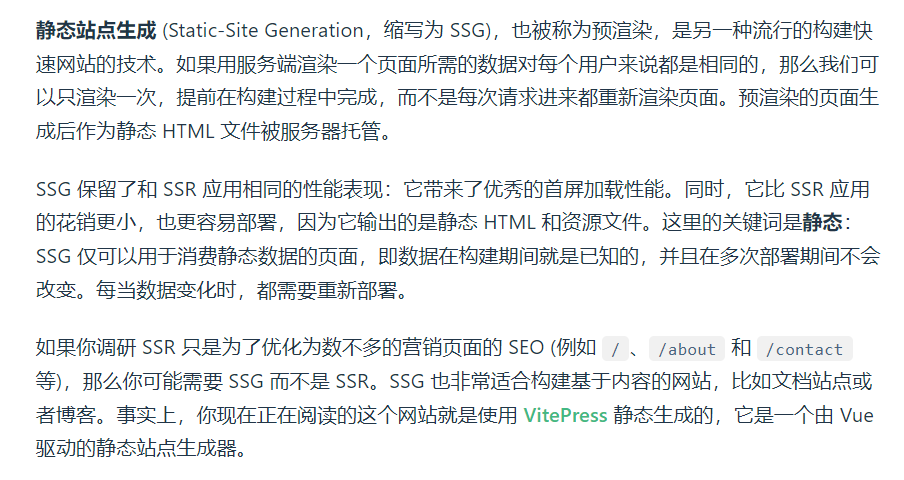 静态站点生成 (Static-Site Generation，缩写为 SSG)，也被称为预渲染，是另一种流行的构建快
速网站的技术。如果用服务端渲染一个页面所需的数据对每个用户来说都是相同的，那么我们可
以只渲染一次，提前在构建过程中完成，而不是每次请求进来都重新渲染页面。预渲染的页面生
成后作为静态 HTML 文件被服务器托管。
SSG 保留了和 SSR 应用相同的性能表现：它带来了优秀的首屏加载性能。同时，它比 SSR 应用
的花销更小，也更容易部署，因为它输出的是静态 HTML 和资源文件。这里的关键词是静态：
SSG 仅可以用于消费静态数据的页面，即数据在构建期间就是已知的，并且在多次部署期间不会
改变。每当数据变化时，都需要重新部署。
如果你调研 SSR 只是为了优化为数不多的营销页面的 SEO (例如 /、/about 和 /contact
等)，那么你可能需要 SSG 而不是 SSR。SSG 也非常适合构建基于内容的网站，比如文档站点或
者博客。事实上，你现在正在阅读的这个网站就是使用 VitePress 静态生成的，它是一个由 Vue
驱动的静态站点生成器。